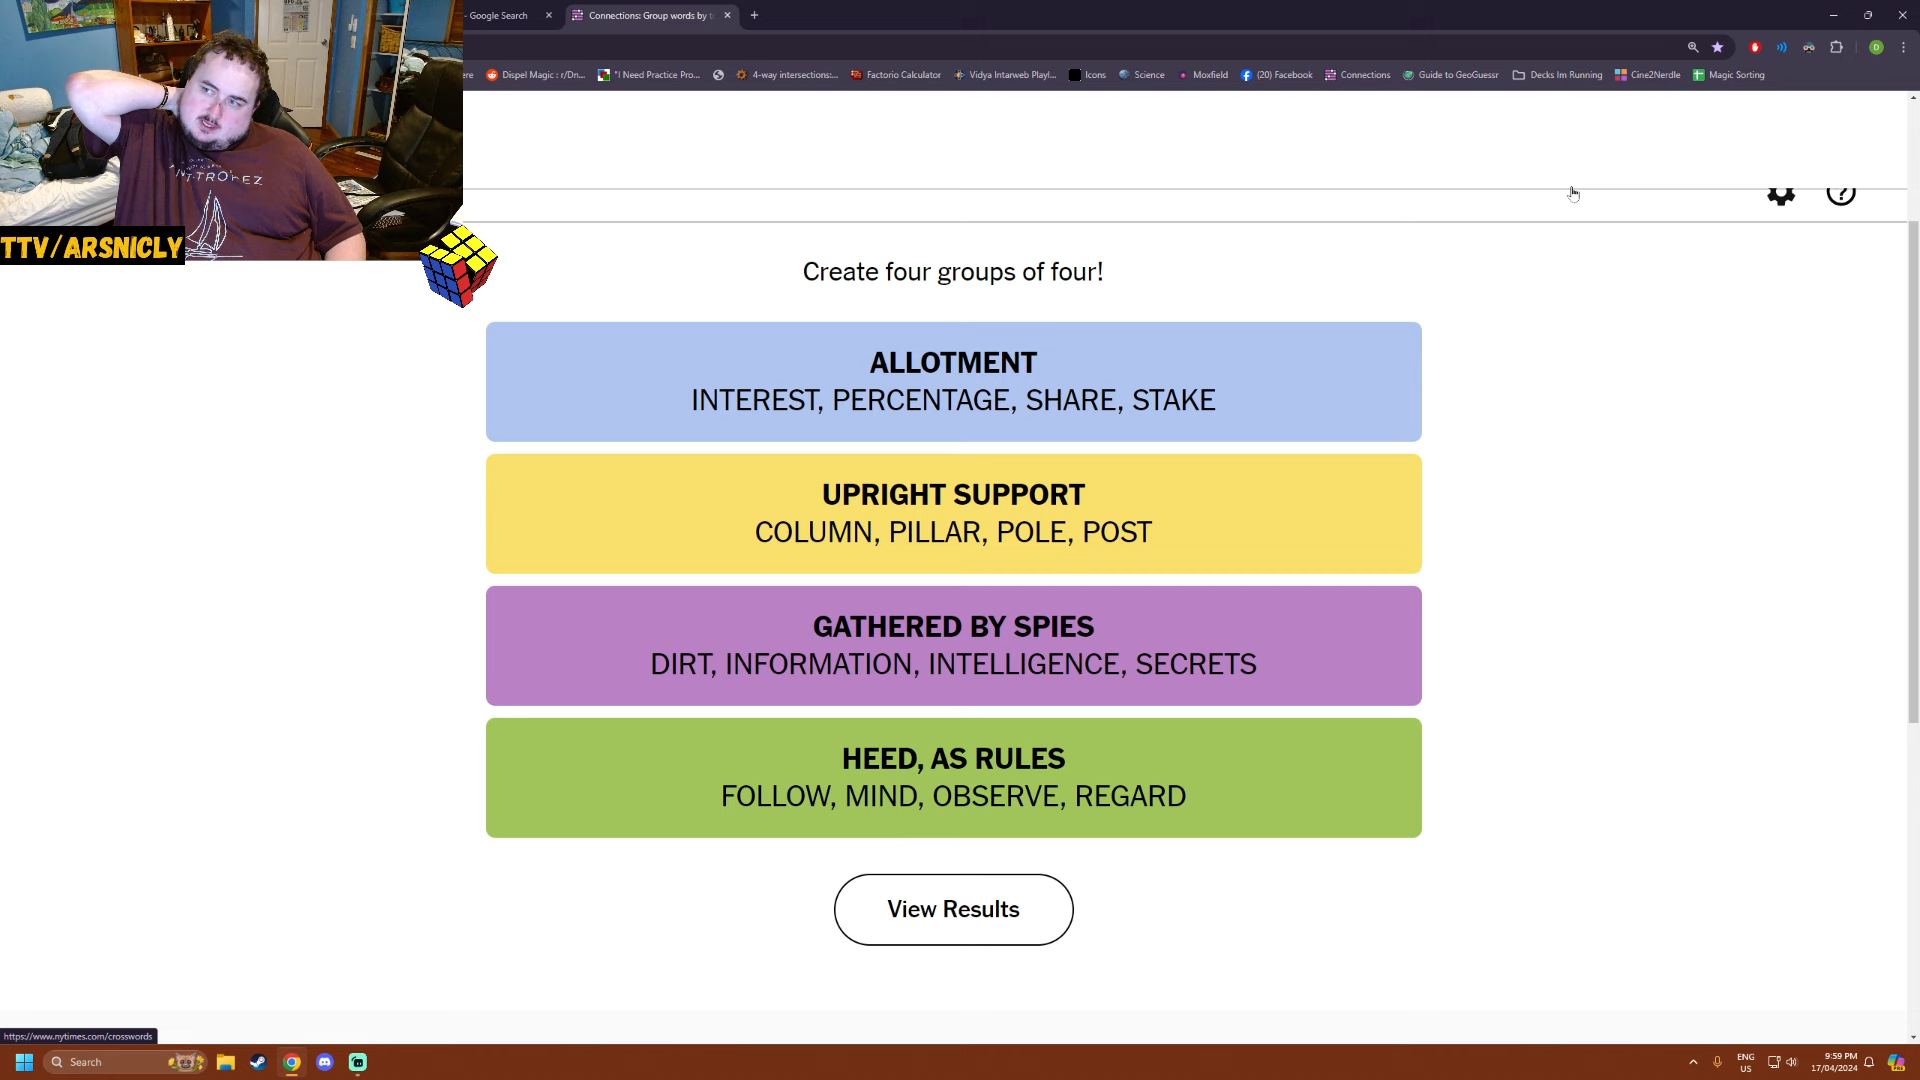 - Google Search
Connections: Group words by t
ere
Dispel Magic : r/Dn...
"I Need Practice Pro...
4-way intersections...
Factorio Calculator
Vidya Intarweb Playl...
Icons
Science
Moxfield
(20) Facebook
Connections
Guide to GeoGuessr
Decks Im Running
Cine2Nerdle
Magic Sorting
D
TTV/ARSNICLY
Create four groups of four!
ALLOTMENT
INTEREST, PERCENTAGE, SHARE, STAKE
UPRIGHT SUPPORT
COLUMN, PILLAR, POLE, POST
GATHERED BY SPIES
DIRT, INFORMATION, INTELLIGENCE, SECRETS
HEED, AS RULES
FOLLOW, MIND, OBSERVE, REGARD
View Results
https://www.nytimes.com/crosswords
Search
ENG
US
9:59 PM
17/04/2024